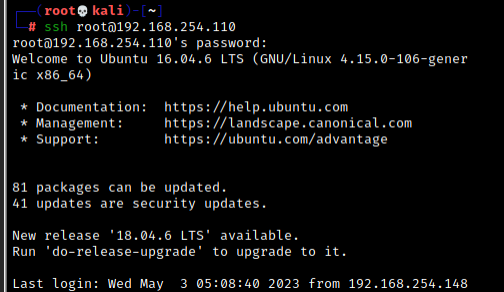 (root💀kali)-[~]
# ssh root@192.168.254.110
root@192.168.254.110's password:
Welcome to Ubuntu 16.04.6 LTS (GNU/Linux 4.15.0-106-gener
ic x86_64)
* Documentation:  https://help.ubuntu.com
* Management:     https://landscape.canonical.com
* Support:        https://ubuntu.com/advantage
81 packages can be updated.
41 updates are security updates.
New release '18.04.6 LTS' available.
Run 'do-release-upgrade' to upgrade to it.
Last login: Wed May  3 05:08:40 2023 from 192.168.254.148